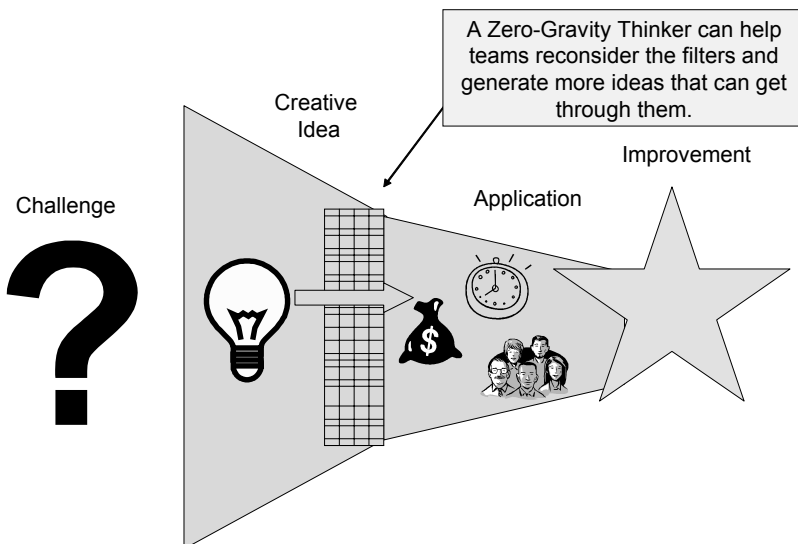 A Zero-Gravity Thinker can help
teams reconsider the filters and
generate more ideas that can get
through them.
Creative
Idea
Improvement
Challenge
Application
?
$